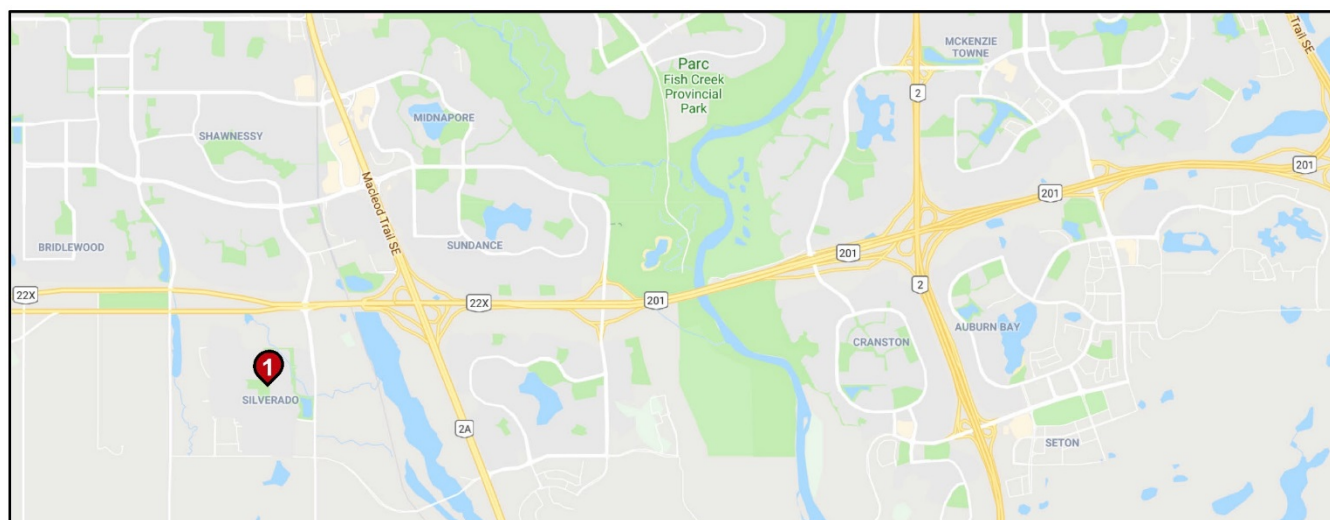 Trail SE
MCKENZIE
TOWNE
Parc
Fish Creek
Provincial
Park
2
MIDNAPORE
SHAWNESSY
201
201
Macleod Trail SE
BRIDLEWOOD
SUNDANCE
201
2
22X
22X
201
AUBURN BAY
CRANSTON
1
SILVERADO
2A
SETON